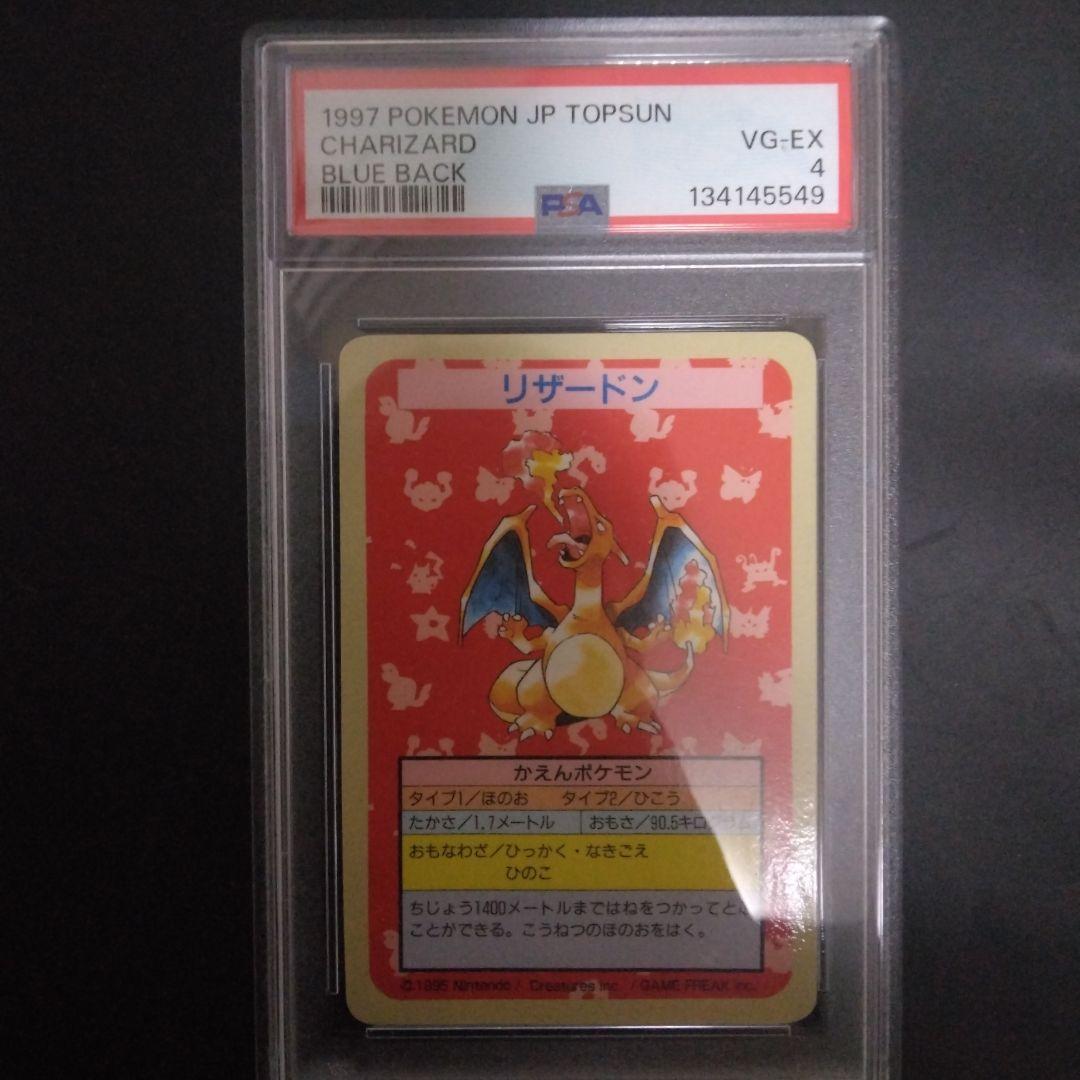 1997 POKEMON JP TOPSUN
CHARIZARD
VG-EX
BLUE BACK
4
PSA
134145549
リザードン
かえんポケモン
タイプ1/ほのお タイプ2/ひこう
たかさ/1.7メートル おもさ/90.5キログラム
おもなわざ/ひっかく・なきごえ
ひのこ
ちじょう1400メートルまではねをつかってとぶ
ことができる。こうねつのほのおをはく。
©1995 Nintendo / Creatures inc. / GAME FREAK inc.